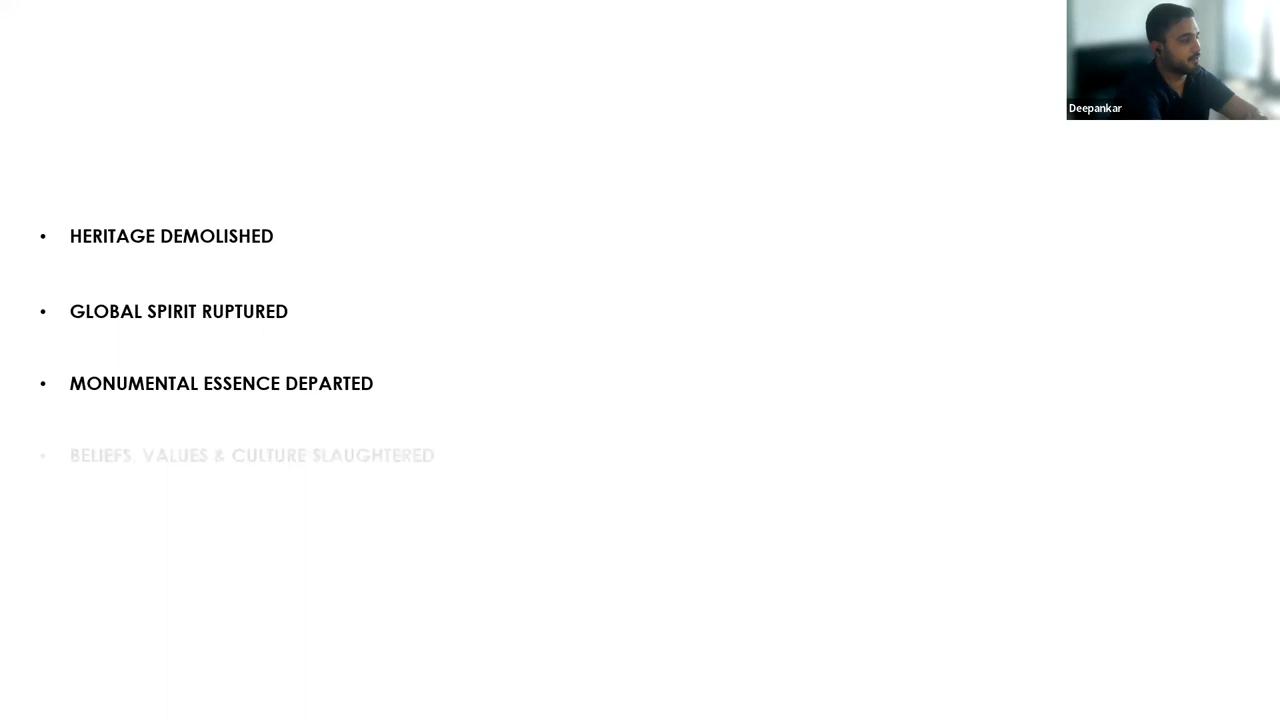 Deepankar
• HERITAGE DEMOLISHED
• GLOBAL SPIRIT RUPTURED
• MONUMENTAL ESSENCE DEPARTED
• BELIEFS, VALUES & CULTURE SLAUGHTERED